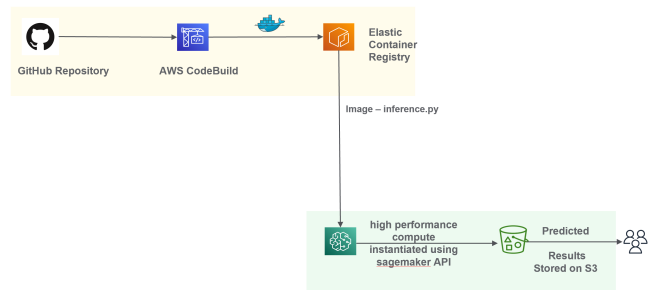 GitHub Repository
AWS CodeBuild
Elastic
Container
Registry
Image – inference.py
high performance
compute
instantiated using
sagemaker API
Predicted
Results
Stored on S3